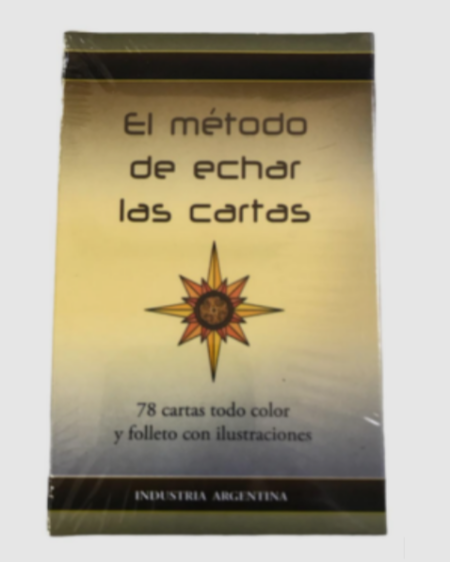 El método
de echar
las cartas
78 cartas todo color
y folleto con ilustraciones
INDUSTRIA ARGENTINA